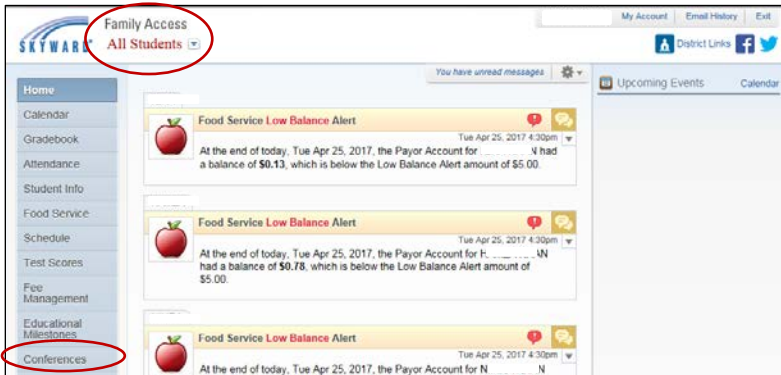 Family Access
My Account Email History Exit
SKYWARD
All Students
District Links
You have unread messages
Upcoming Events Calendar
Home
Calendar
Gradebook
Attendance
Student Info
Food Service
Schedule
Test Scores
Fee
Management
Educational
Milestones
Conferences
Food Service Low Balance Alert
Tue Apr 25, 2017 4:30pm
At the end of today, Tue Apr 25, 2017, the Payor Account for N had
a balance of $0.13, which is below the Low Balance Alert amount of $5.00.
Food Service Low Balance Alert
Tue Apr 25, 2017 4:30pm
At the end of today, Tue Apr 25, 2017, the Payor Account for H AN
had a balance of $0.78, which is below the Low Balance Alert amount of
$5.00.
Food Service Low Balance Alert
Tue Apr 25, 2017 4:30pm
At the end of today, Tue Apr 25, 2017, the Payor Account for N N